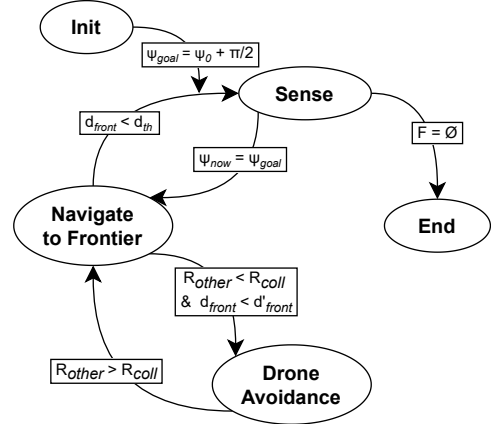 Init
ψgoal = ψ0 + π/2
Sense
dfront < dth
F = Ø
ψnow = ψgoal
Navigate
to Frontier
End
Rother < Rcoll
& dfront < d'front
Rother > Rcoll
Drone
Avoidance